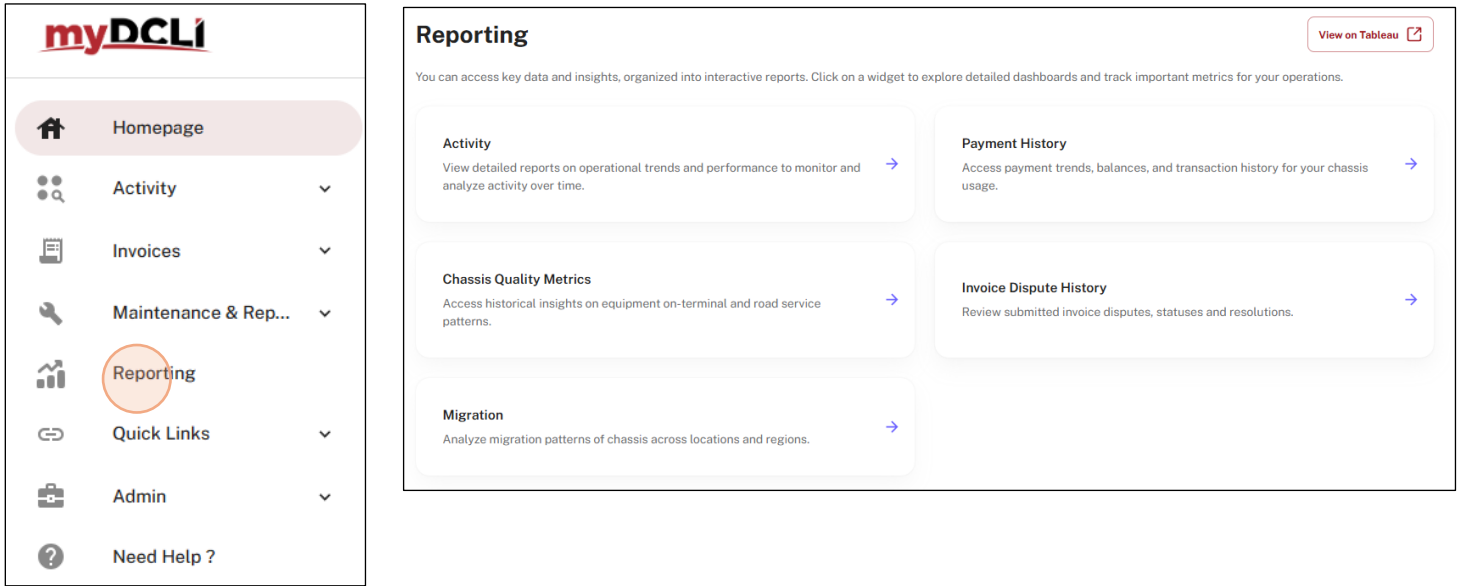 myDCLI
Homepage
Activity
Invoices
Maintenance & Rep...
Reporting
Quick Links
Admin
Need Help ?
Reporting
View on Tableau
You can access key data and insights, organized into interactive reports. Click on a widget to explore detailed dashboards and track important metrics for your operations.
Activity
View detailed reports on operational trends and performance to monitor and
analyze activity over time.
Payment History
Access payment trends, balances, and transaction history for your chassis
usage.
Chassis Quality Metrics
Access historical insights on equipment on-terminal and road service
patterns.
Invoice Dispute History
Review submitted invoice disputes, statuses and resolutions.
Migration
Analyze migration patterns of chassis across locations and regions.